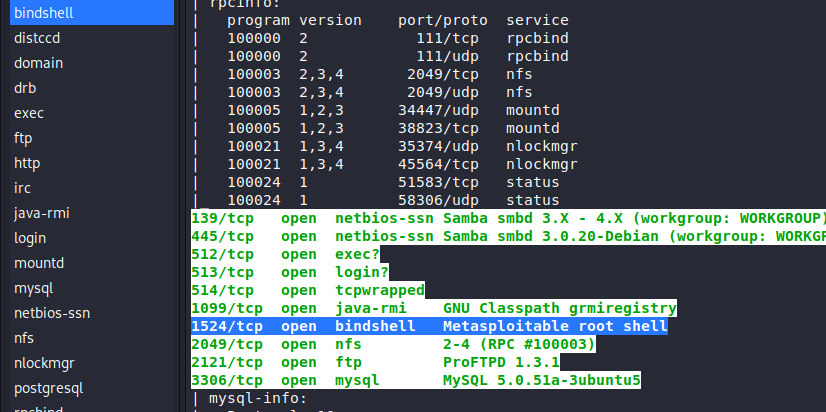 bindshell
distccd
domain
drb
exec
ftp
http
irc
java-rmi
login
mountd
mysql
netbios-ssn
nfs
nlockmgr
postgresql
rpcbind
| rpcinfo:
|   program version    port/proto  service
|   100000  2            111/tcp  rpcbind
|   100000  2            111/udp  rpcbind
|   100003  2,3,4       2049/tcp  nfs
|   100003  2,3,4       2049/udp  nfs
|   100005  1,2,3      34447/udp  mountd
|   100005  1,2,3      38823/tcp  mountd
|   100021  1,3,4      35374/udp  nlockmgr
|   100021  1,3,4      45564/tcp  nlockmgr
|   100024  1          51583/tcp  status
|_  100024  1          58306/udp  status
139/tcp   open  netbios-ssn Samba smbd 3.X - 4.X (workgroup: WORKGROUP)
445/tcp   open  netbios-ssn Samba smbd 3.0.20-Debian (workgroup: WORKGR
512/tcp   open  exec?
513/tcp   open  login?
514/tcp   open  tcpwrapped
1099/tcp  open  java-rmi    GNU Classpath grmiregistry
1524/tcp  open  bindshell   Metasploitable root shell
2049/tcp  open  nfs         2-4 (RPC #100003)
2121/tcp  open  ftp         ProFTPD 1.3.1
3306/tcp  open  mysql       MySQL 5.0.51a-3ubuntu5
| mysql-info: